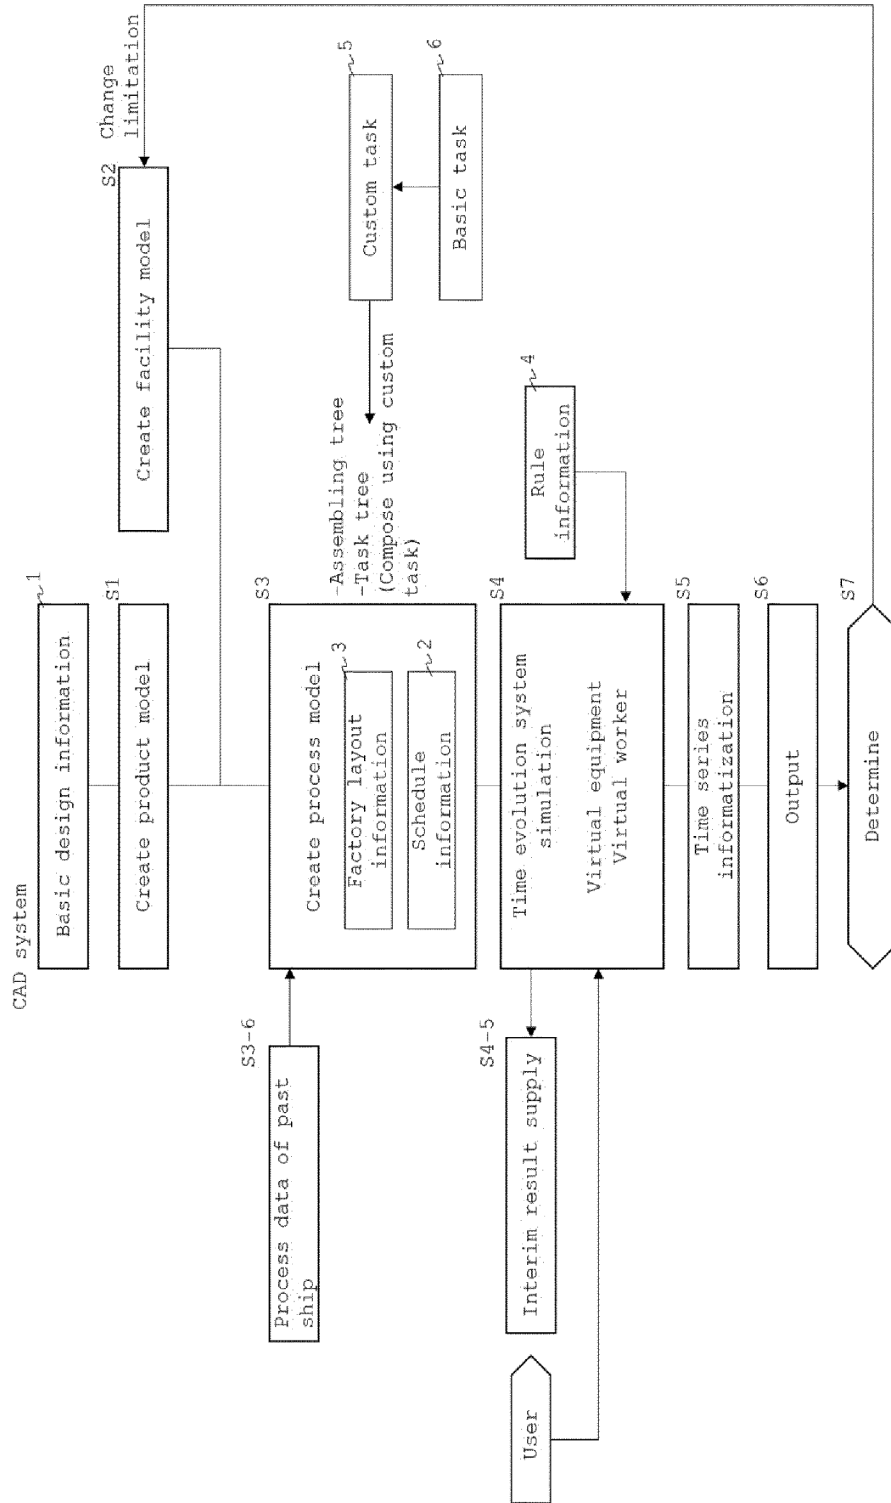 CAD system
1
Basic design information
S1
Create product model
S2
Create facility model
Change
limitation
S3-6
Process data of past
ship
S3
Create process model
3
Factory layout
information
2
Schedule
information
-Assembling tree
-Task tree
(Compose using custom
task)
5
Custom task
6
Basic task
S4
Time evolution system
simulation
Virtual equipment
Virtual worker
4
Rule
information
S4-5
Interim result supply
User
S5
Time series
informatization
S6
Output
S7
Determine